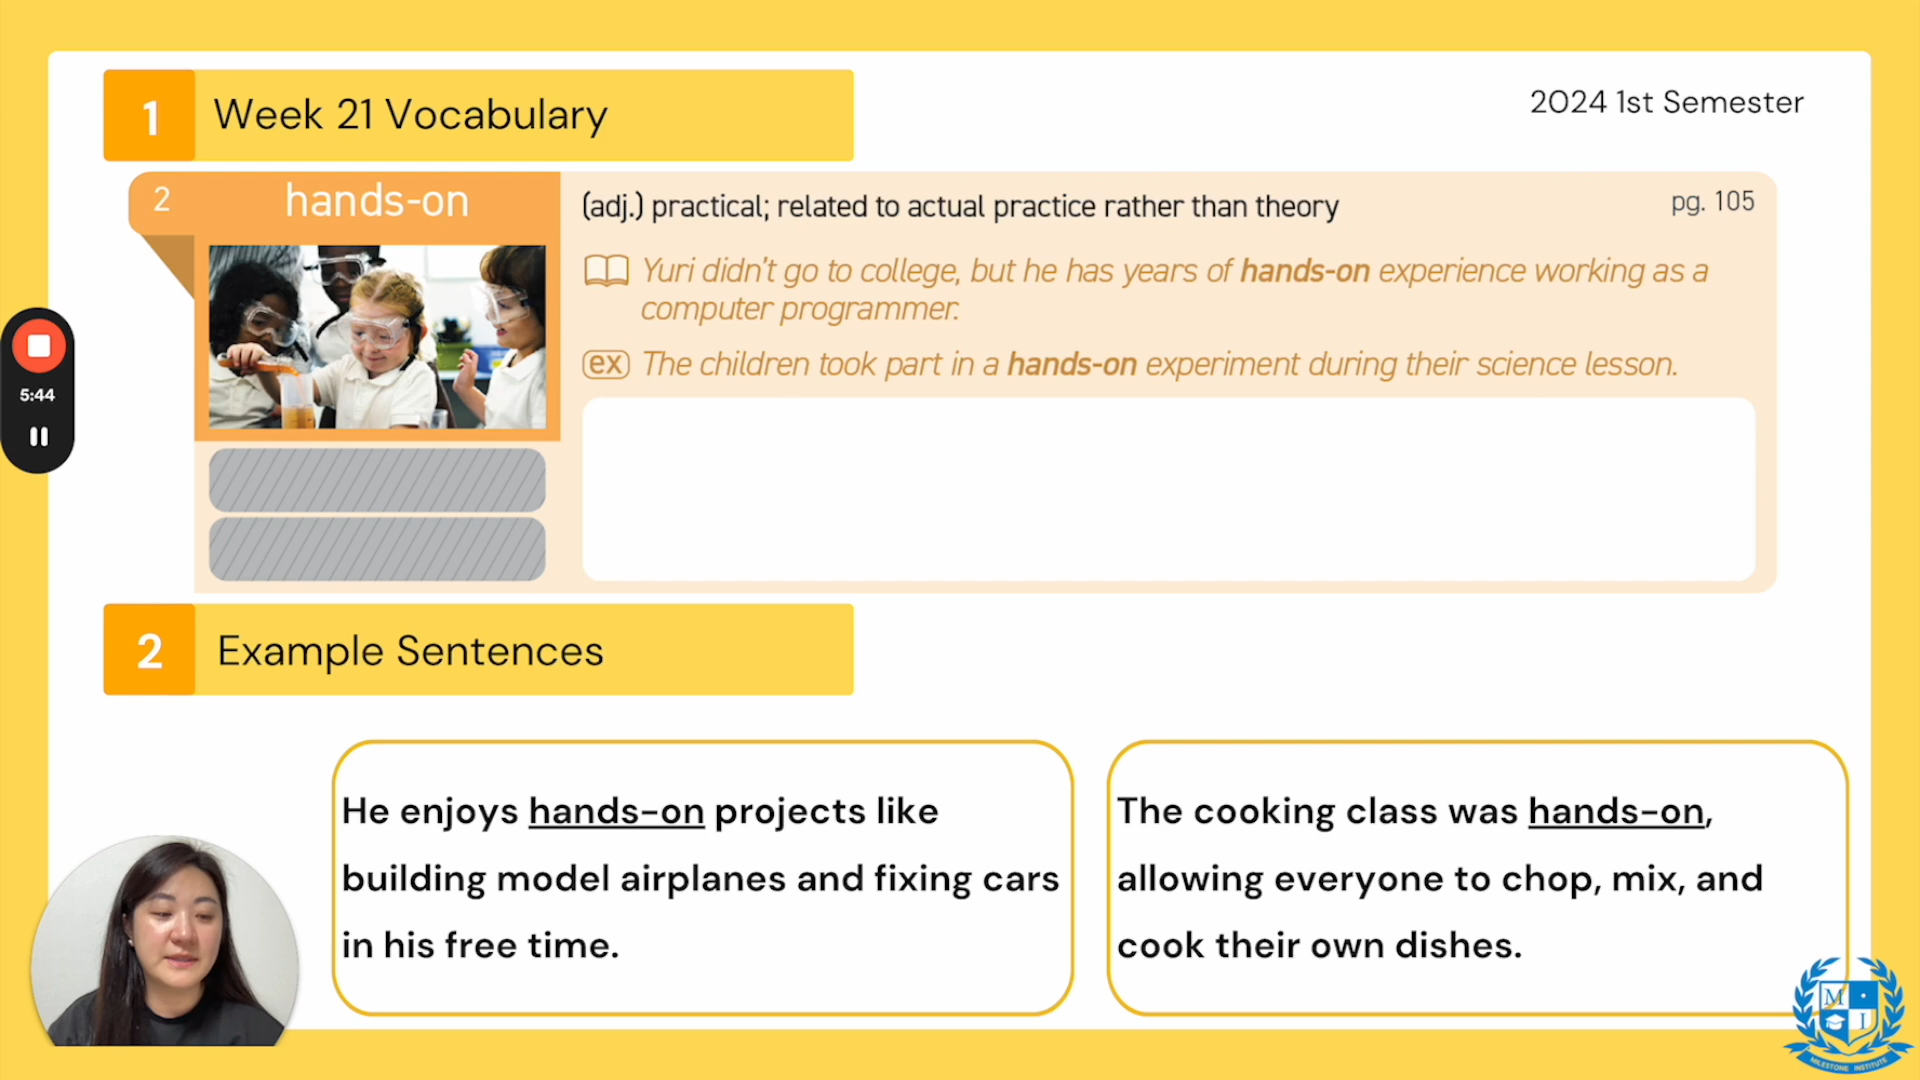 1 Week 21 Vocabulary
2024 1st Semester
2 hands-on
(adj.) practical; related to actual practice rather than theory
pg. 105
Yuri didn't go to college, but he has years of hands-on experience working as a
computer programmer.
ex The children took part in a hands-on experiment during their science lesson.
5:44
2 Example Sentences
He enjoys hands-on projects like
building model airplanes and fixing cars
in his free time.
The cooking class was hands-on,
allowing everyone to chop, mix, and
cook their own dishes.
M
I
MILESTONE INSTITUTE